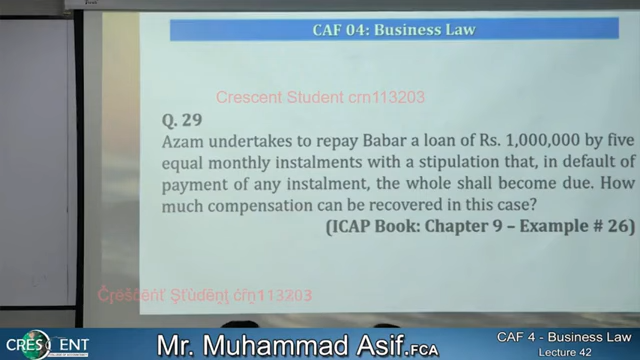 CAF 04: Business Law
Crescent Student crn113203
Q. 29
Azam undertakes to repay Babar a loan of Rs. 1,000,000 by five
equal monthly instalments with a stipulation that, in default of
payment of any instalment, the whole shall become due. How
much compensation can be recovered in this case?
(ICAP Book: Chapter 9 – Example # 26)
Crescent Student crn113203
CRESCENT
Mr. Muhammad Asif.FCA
CAF 4 - Business Law
Lecture 42